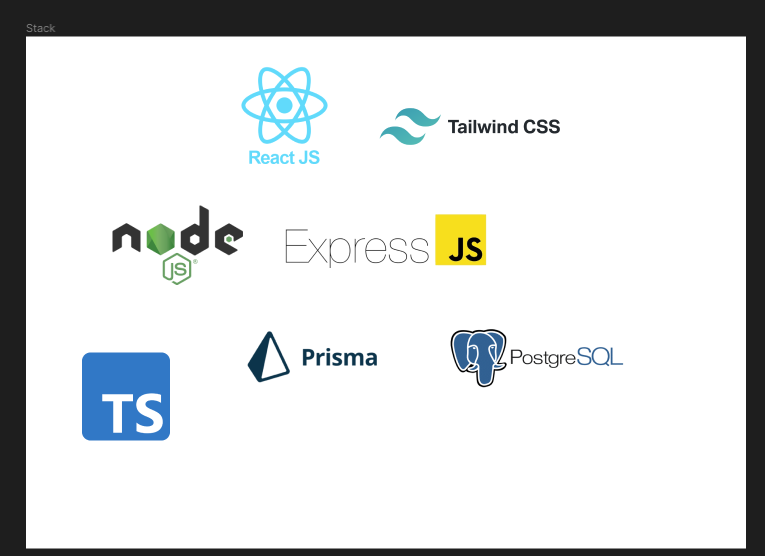 Stack
React JS
Tailwind CSS
node
JS
Express JS
Prisma
PostgreSQL
TS